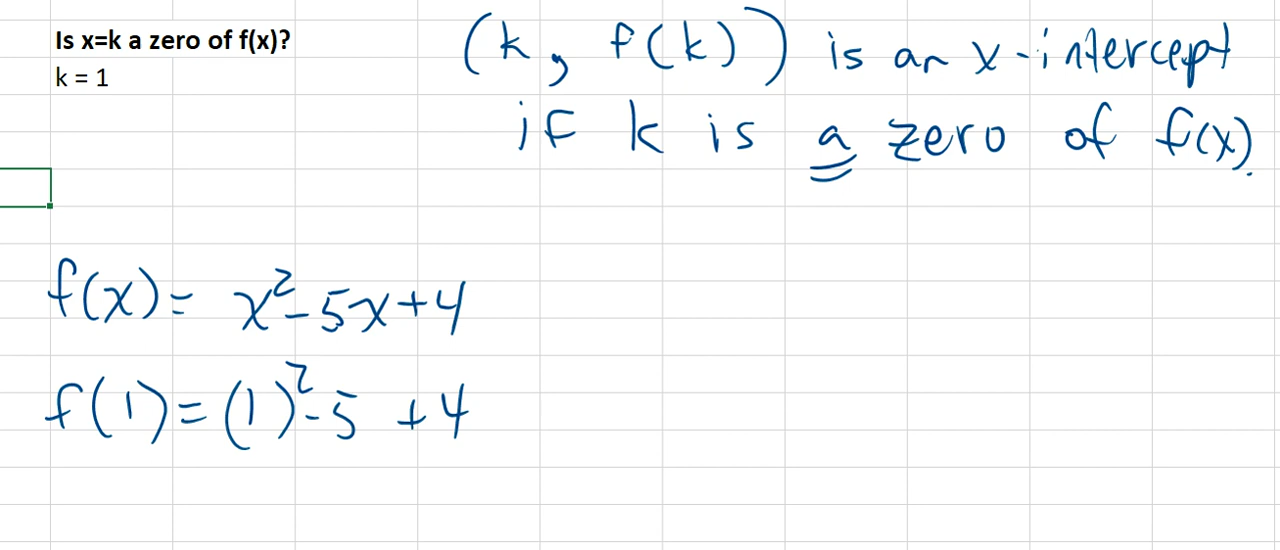 Is x=k a zero of f(x)?
k = 1
(k, f(k)) is an x-intercept
if k is a zero of f(x).
f(x) = x²-5x+4
f(1) = (1)²-5 +4